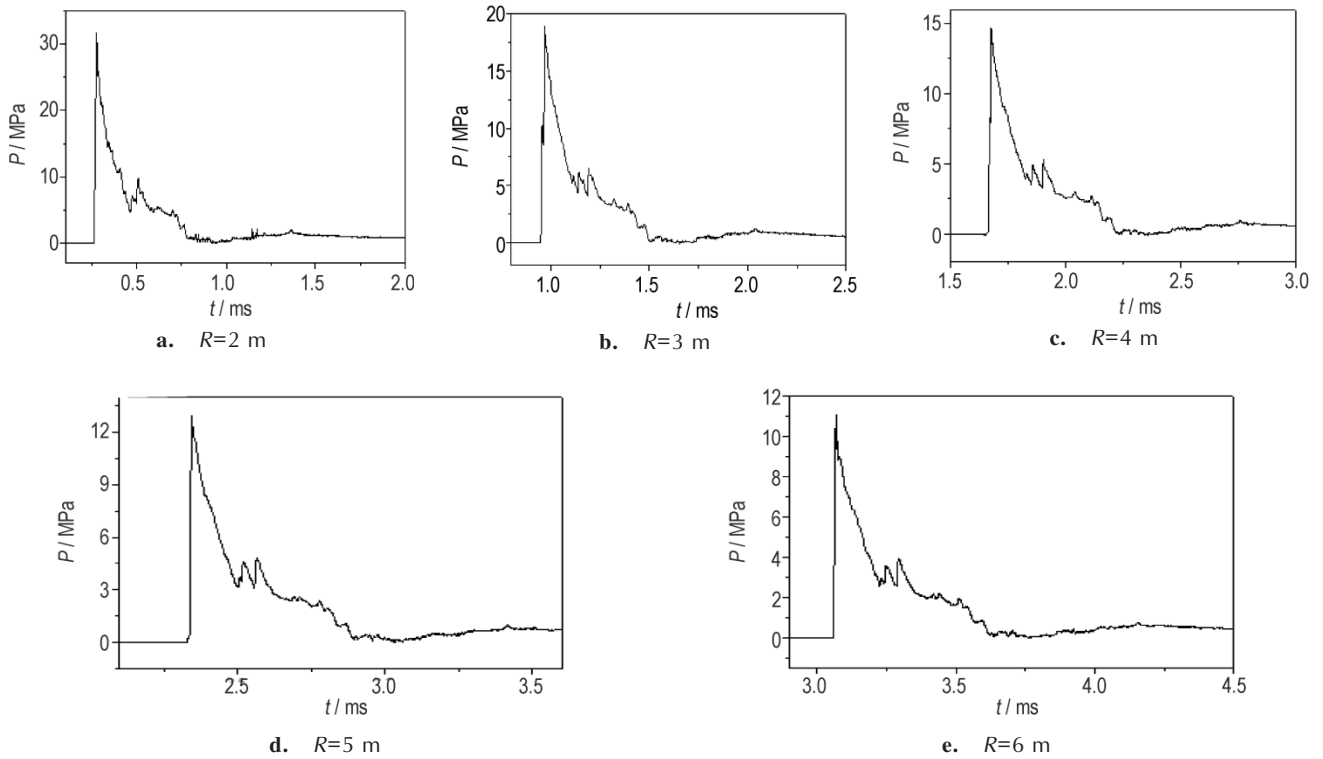 30
20
10
0
P / MPa
0.5 1.0 1.5 2.0
t / ms
a. R=2 m
20
15
10
5
0
P / MPa
1.0 1.5 2.0 2.5
t / ms
b. R=3 m
15
10
5
0
P / MPa
1.5 2.0 2.5 3.0
t / ms
c. R=4 m
12
9
6
3
0
P / MPa
2.5 3.0 3.5
t / ms
d. R=5 m
12
10
8
6
4
2
0
P / MPa
3.0 3.5 4.0 4.5
t / ms
e. R=6 m